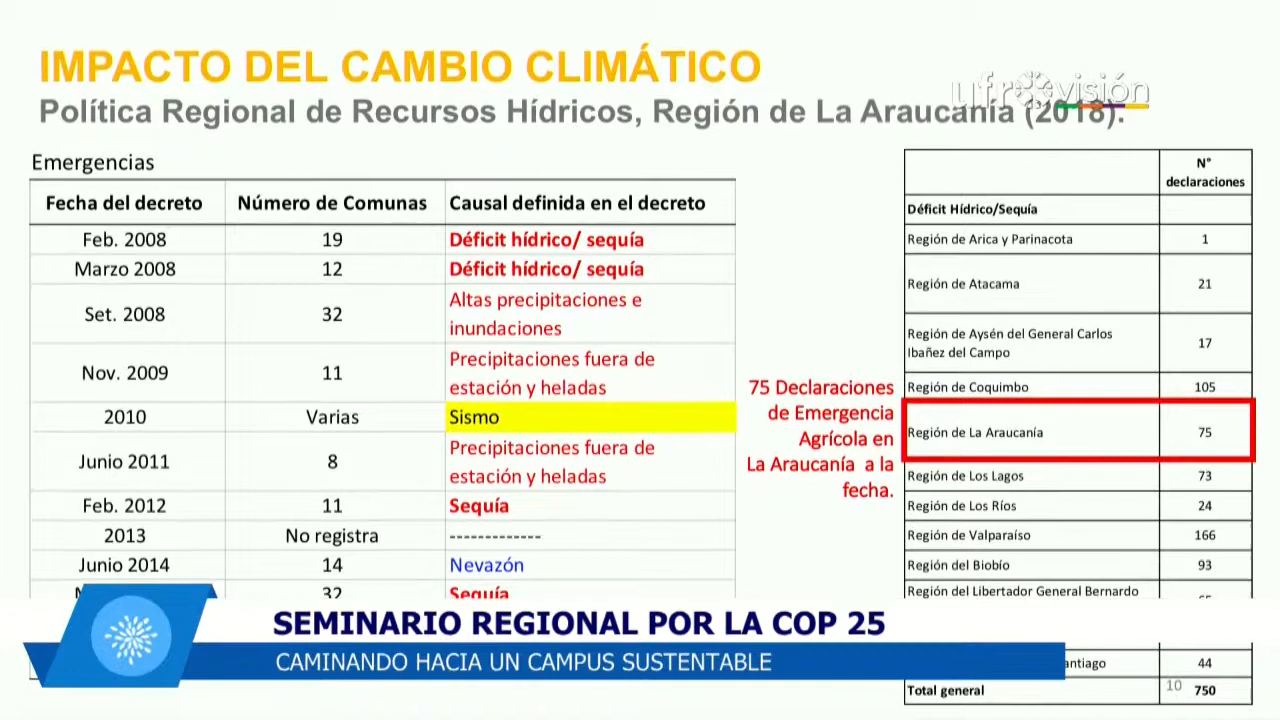 IMPACTO DEL CAMBIO CLIMÁTICO
ufrovisión
Política Regional de Recursos Hídricos, Región de La Araucanía (2018).
Emergencias
Fecha del decreto Número de Comunas Causal definida en el decreto
Feb. 2008 19 Déficit hídrico/ sequía
Marzo 2008 12 Déficit hídrico/ sequía
Set. 2008 32 Altas precipitaciones e
inundaciones
Nov. 2009 11 Precipitaciones fuera de
estación y heladas
2010 Varias Sismo
Junio 2011 8 Precipitaciones fuera de
estación y heladas
Feb. 2012 11 Sequía
2013 No registra -------------
Junio 2014 14 Nevazón
32 Sequía
75 Declaraciones
de Emergencia
Agrícola en
La Araucanía a la
fecha.
N°
declaraciones
Déficit Hídrico/Sequía
Región de Arica y Parinacota 1
Región de Atacama 21
Región de Aysén del General Carlos
Ibañez del Campo 17
Región de Coquimbo 105
Región de La Araucanía 75
Región de Los Lagos 73
Región de Los Ríos 24
Región de Valparaíso 166
Región del Biobío 93
Región del Libertador General Bernardo
44
Total general 750
10
SEMINARIO REGIONAL POR LA COP 25
CAMINANDO HACIA UN CAMPUS SUSTENTABLE